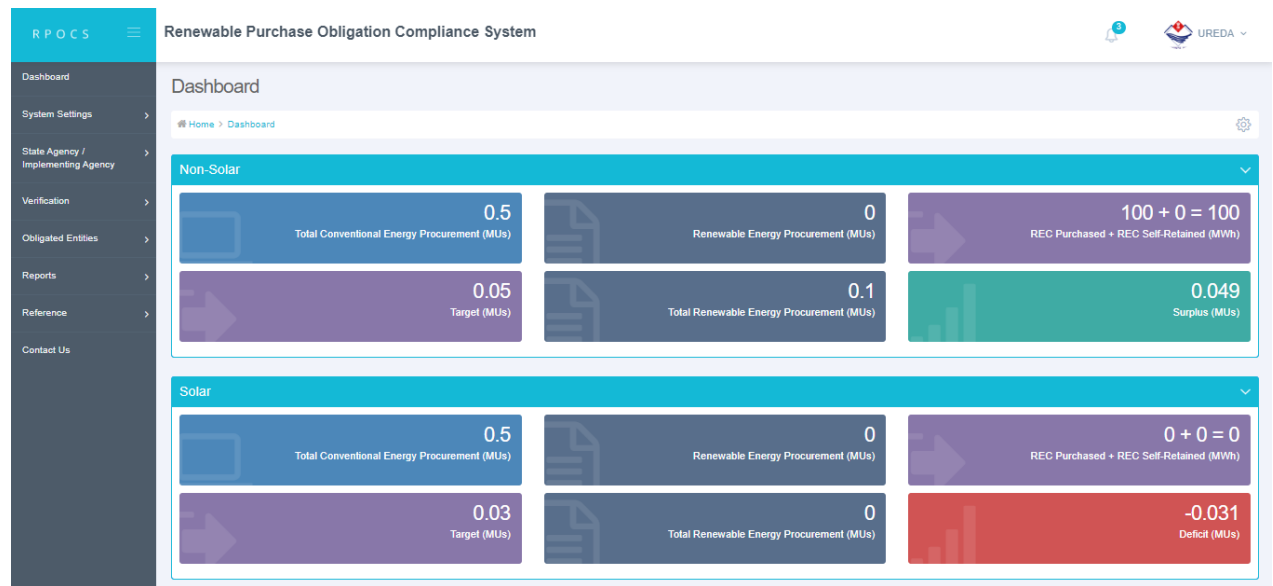 RPOCS
Renewable Purchase Obligation Compliance System
3
UREDA
Dashboard
System Settings
State Agency /
Implementing Agency
Verification
Obligated Entities
Reports
Reference
Contact Us
Dashboard
Home > Dashboard
Non-Solar
0.5
Total Conventional Energy Procurement (MUs)
0
Renewable Energy Procurement (MUs)
100 + 0 = 100
REC Purchased + REC Self-Retained (MWh)
0.05
Target (MUs)
0.1
Total Renewable Energy Procurement (MUs)
0.049
Surplus (MUs)
Solar
0.5
Total Conventional Energy Procurement (MUs)
0
Renewable Energy Procurement (MUs)
0 + 0 = 0
REC Purchased + REC Self-Retained (MWh)
0.03
Target (MUs)
0
Total Renewable Energy Procurement (MUs)
-0.031
Deficit (MUs)